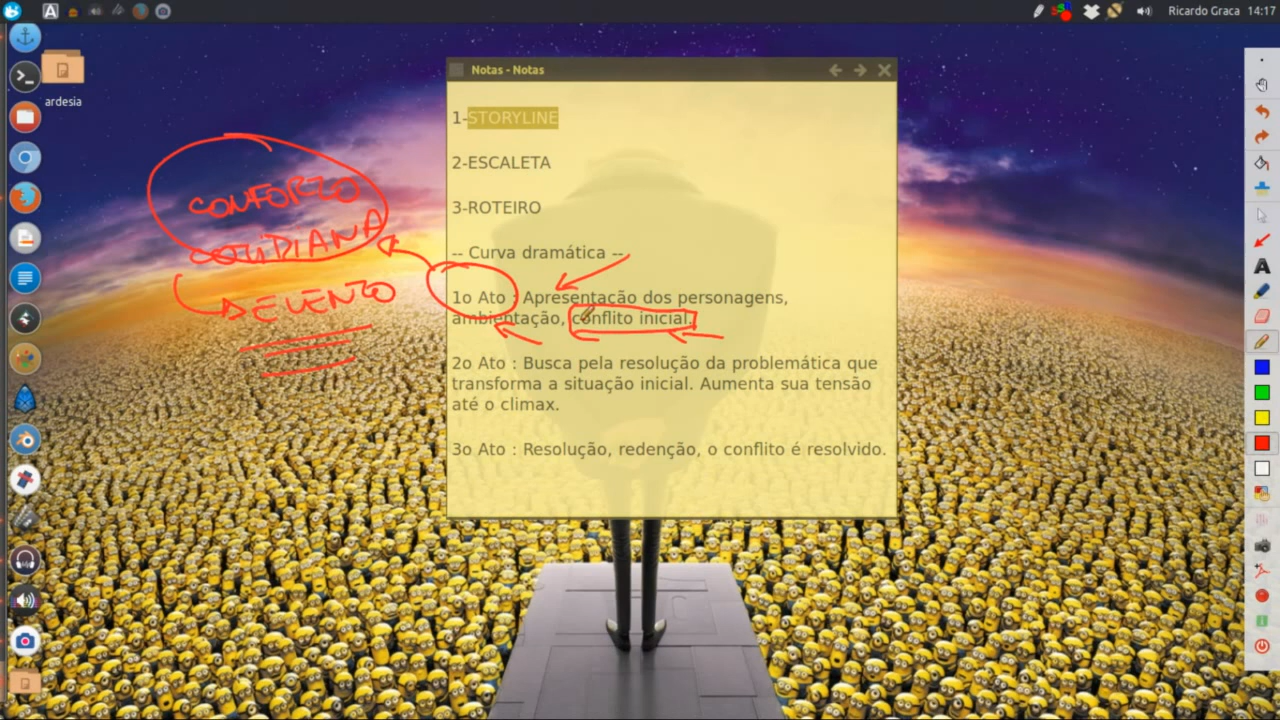 Ricardo Graca 14:17
ardesia
Notas - Notas
1-STORYLINE
2-ESCALETA
3-ROTEIRO
-- Curva dramática --
1o Ato : Apresentação dos personagens,
ambientação, conflito inicial.
2o Ato : Busca pela resolução da problemática que
transforma a situação inicial. Aumenta sua tensão
até o climax.
3o Ato : Resolução, redenção, o conflito é resolvido.
CONFORZO
COTIDIANA